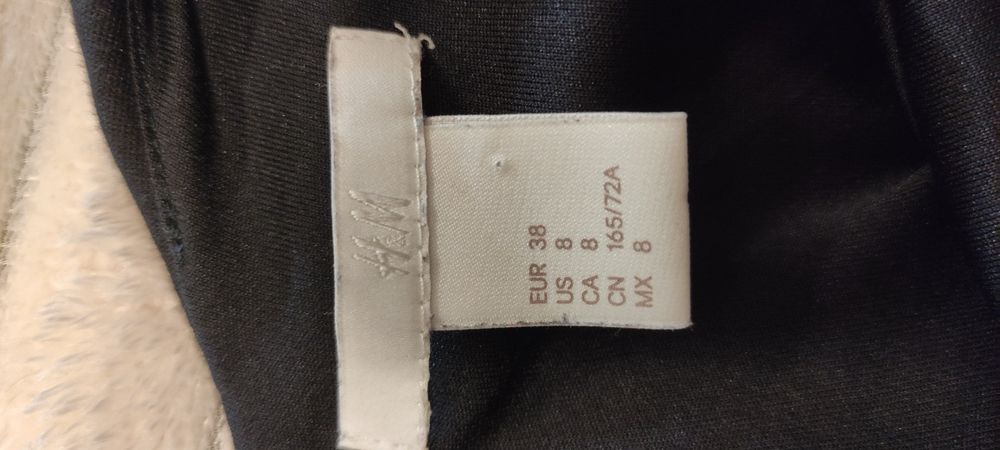 H&M
EUR 38
US 8
CA 8
CN 165/72A
MX 8